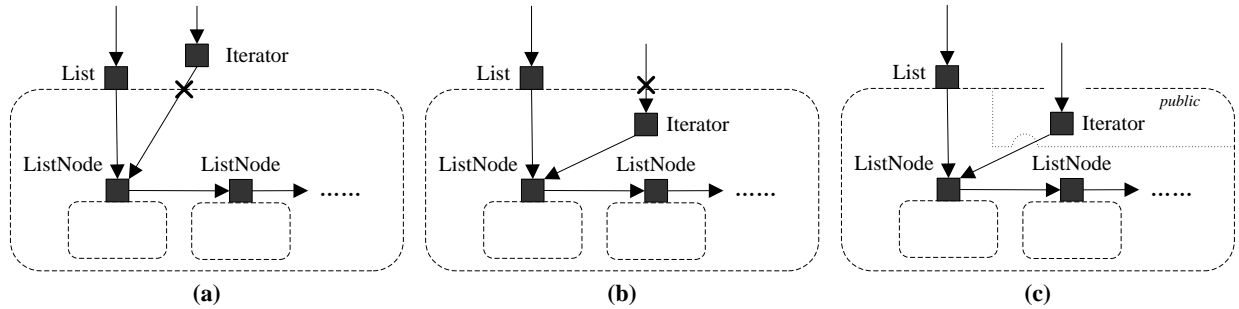 Iterator
List
ListNode
ListNode
......
(a)
List
Iterator
ListNode
ListNode
......
(b)
List
public
Iterator
ListNode
ListNode
......
(c)